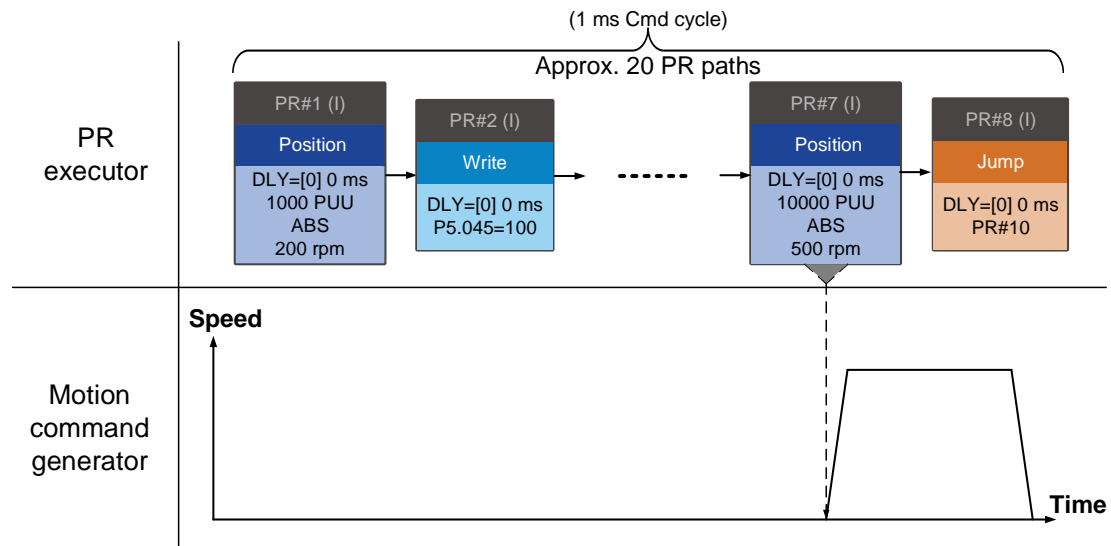 (1 ms Cmd cycle)
Approx. 20 PR paths
PR
executor
PR#1 (I)
Position
DLY=[0] 0 ms
1000 PUU
ABS
200 rpm
PR#2 (I)
Write
DLY=[0] 0 ms
P5.045=100
PR#7 (I)
Position
DLY=[0] 0 ms
10000 PUU
ABS
500 rpm
PR#8 (I)
Jump
DLY=[0] 0 ms
PR#10
Motion
command
generator
Speed
Time